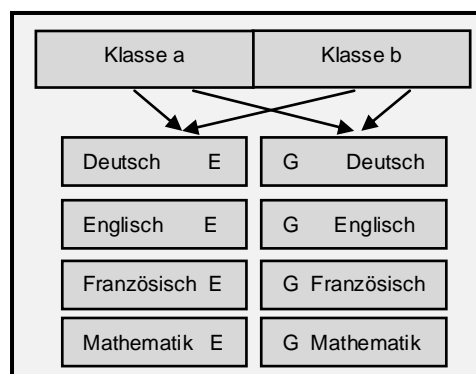 Klasse a Klasse b
Deutsch E G Deutsch
Englisch E G Englisch
Französisch E G Französisch
Mathematik E G Mathematik